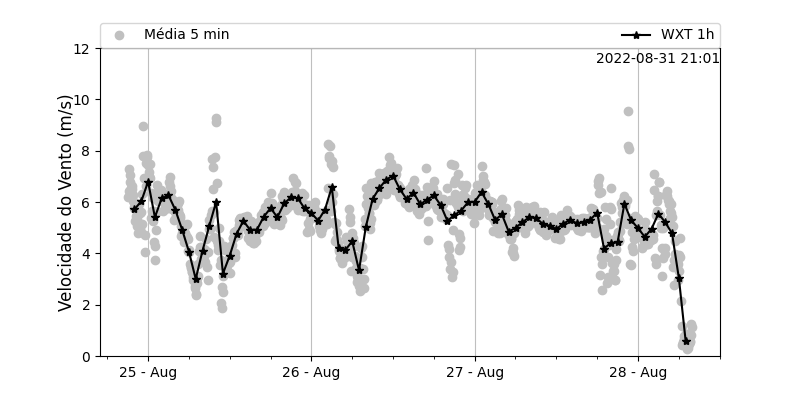 Média 5 min
WXT 1h
2022-08-31 21:01
Velocidade do Vento (m/s)
12
10
8
6
4
2
0
25 - Aug
26 - Aug
27 - Aug
28 - Aug